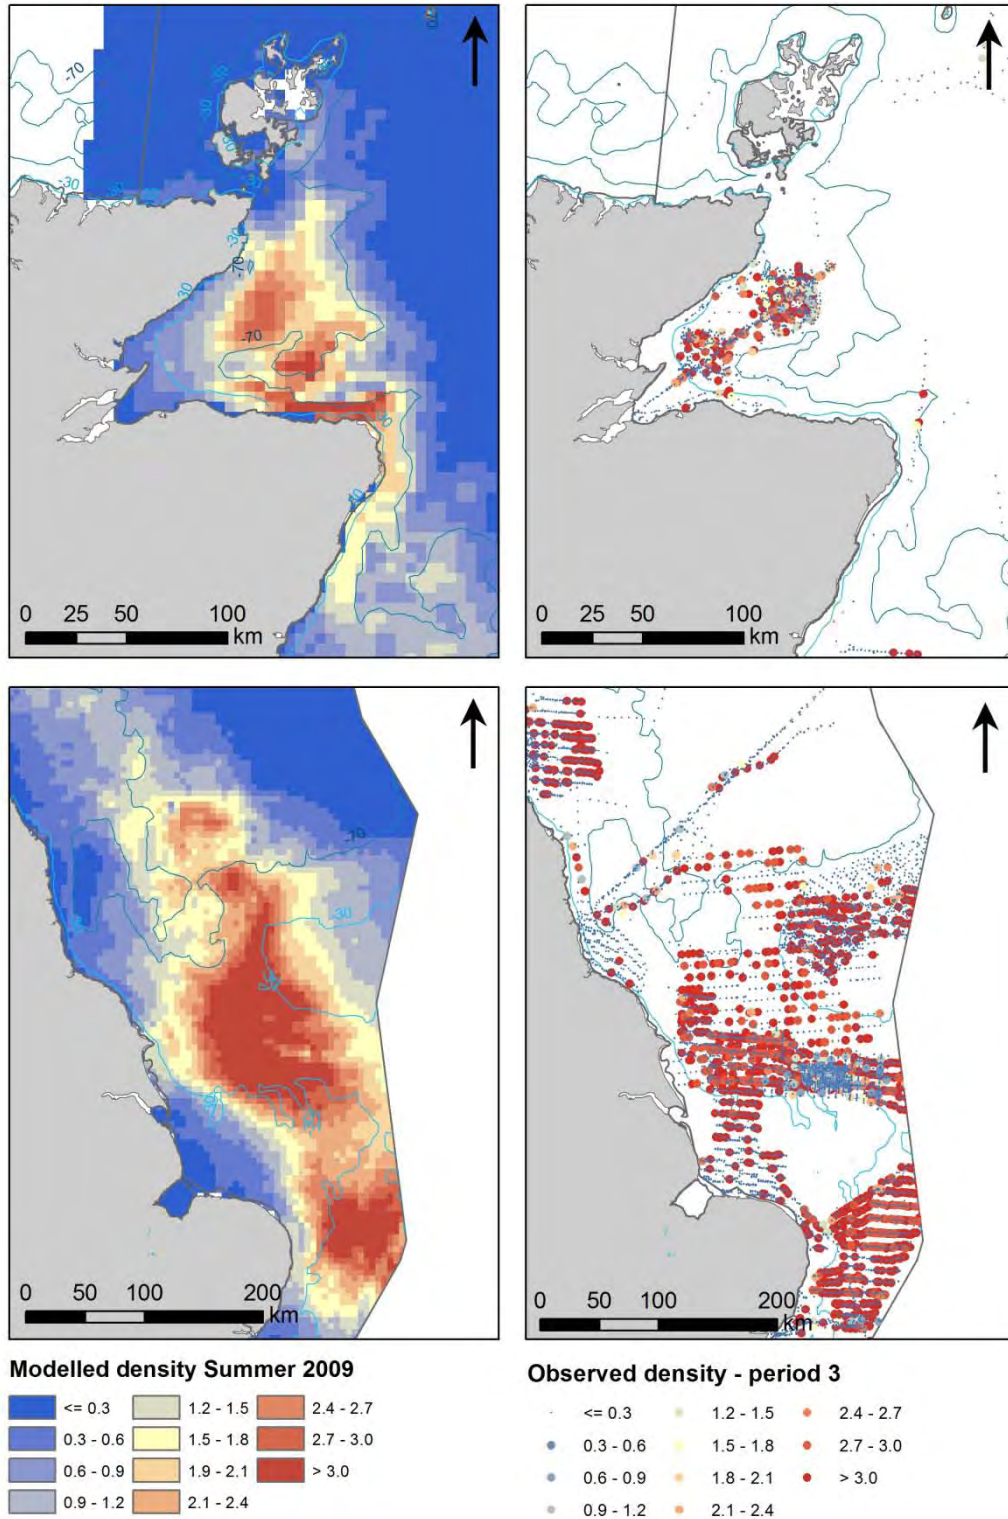 -70
-30
-30
-30
-30
-30
-70
30
-70
0 25 50 100
km
0 25 50 100
km
-70
-30
0 50 100 200
km
0 50 100 200
km
Modelled density Summer 2009
<= 0.3 1.2 - 1.5 2.4 - 2.7
0.3 - 0.6 1.5 - 1.8 2.7 - 3.0
0.6 - 0.9 1.9 - 2.1 > 3.0
0.9 - 1.2 2.1 - 2.4
Observed density - period 3
<= 0.3 1.2 - 1.5 2.4 - 2.7
0.3 - 0.6 1.5 - 1.8 2.7 - 3.0
0.6 - 0.9 1.8 - 2.1 > 3.0
0.9 - 1.2 2.1 - 2.4